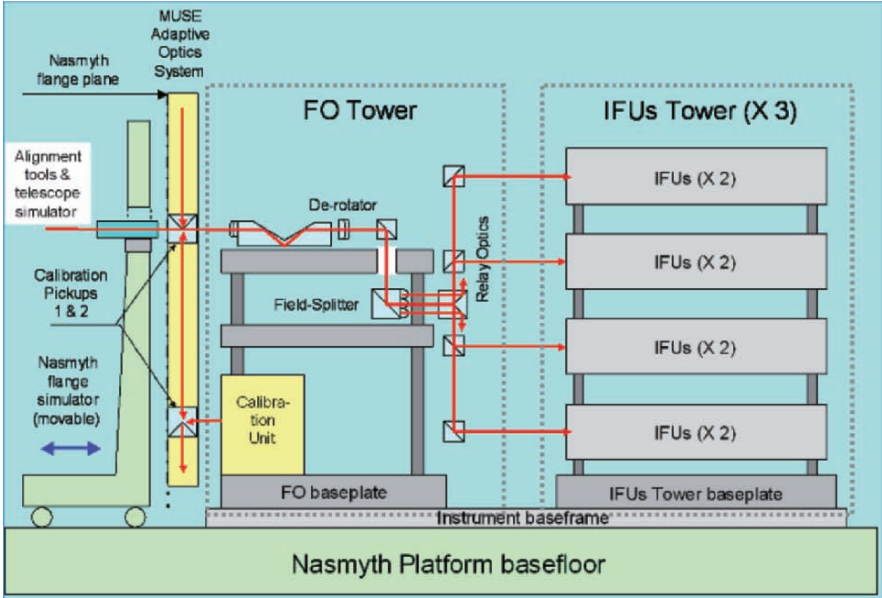 MUSE
Adaptive
Optics
System
Nasmyth
flange plane
FO Tower
IFUs Tower (X 3)
Alignment
tools &
telescope
simulator
De-rotator
IFUs (X 2)
IFUs (X 2)
Relay Optics
Calibration
Pickups
1 & 2
Field-Splitter
IFUs (X 2)
Nasmyth
flange
simulator
(movable)
Calibra-
tion
Unit
IFUs (X 2)
FO baseplate
IFUs Tower baseplate
Instrument baseframe
Nasmyth Platform basefloor